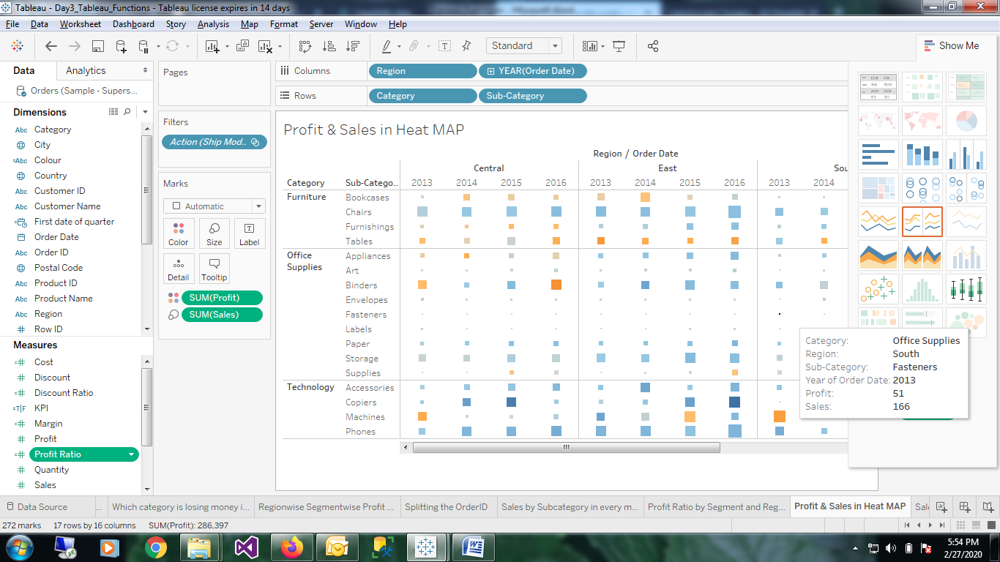 Tableau - Day3_Tableau_Functions - Tableau license expires in 14 days
File Data Worksheet Dashboard Story Analysis Map Format Server Window Help
Standard
Show Me
Data Analytics
Orders (Sample - Supers...
Dimensions
Abc Category
City
=Abc Colour
Country
Abc Customer ID
Abc Customer Name
First date of quarter
Order Date
Abc Order ID
Postal Code
Abc Product ID
Abc Product Name
Abc Region
# Row ID
Measures
=# Cost
# Discount
=# Discount Ratio
=T|F KPI
=# Margin
# Profit
=# Profit Ratio
# Quantity
# Sales
Pages
Filters
Action (Ship Mod..
Marks
Automatic
Color Size Label
Detail Tooltip
SUM(Profit)
SUM(Sales)
Columns Region YEAR(Order Date)
Rows Category Sub-Category
Profit & Sales in Heat MAP
Region / Order Date
Central East Sou
Category Sub-Catego.. 2013 2014 2015 2016 2013 2014 2015 2016 2013 2014
Furniture Bookcases
Chairs
Furnishings
Tables
Office Supplies Appliances
Art
Binders
Envelopes
Fasteners
Labels
Paper
Storage
Supplies
Technology Accessories
Copiers
Machines
Phones
Category: Office Supplies
Region: South
Sub-Category: Fasteners
Year of Order Date: 2013
Profit: 51
Sales: 166
Data Source ... Which category is losing money i... Regionwise Segmentwise Profit ... Splitting the OrderID Sales by Subcategory in every m... Profit Ratio by Segment and Reg... Profit & Sales in Heat MAP Sale
272 marks 17 rows by 16 columns SUM(Profit): 286,397
5:54 PM
2/27/2020